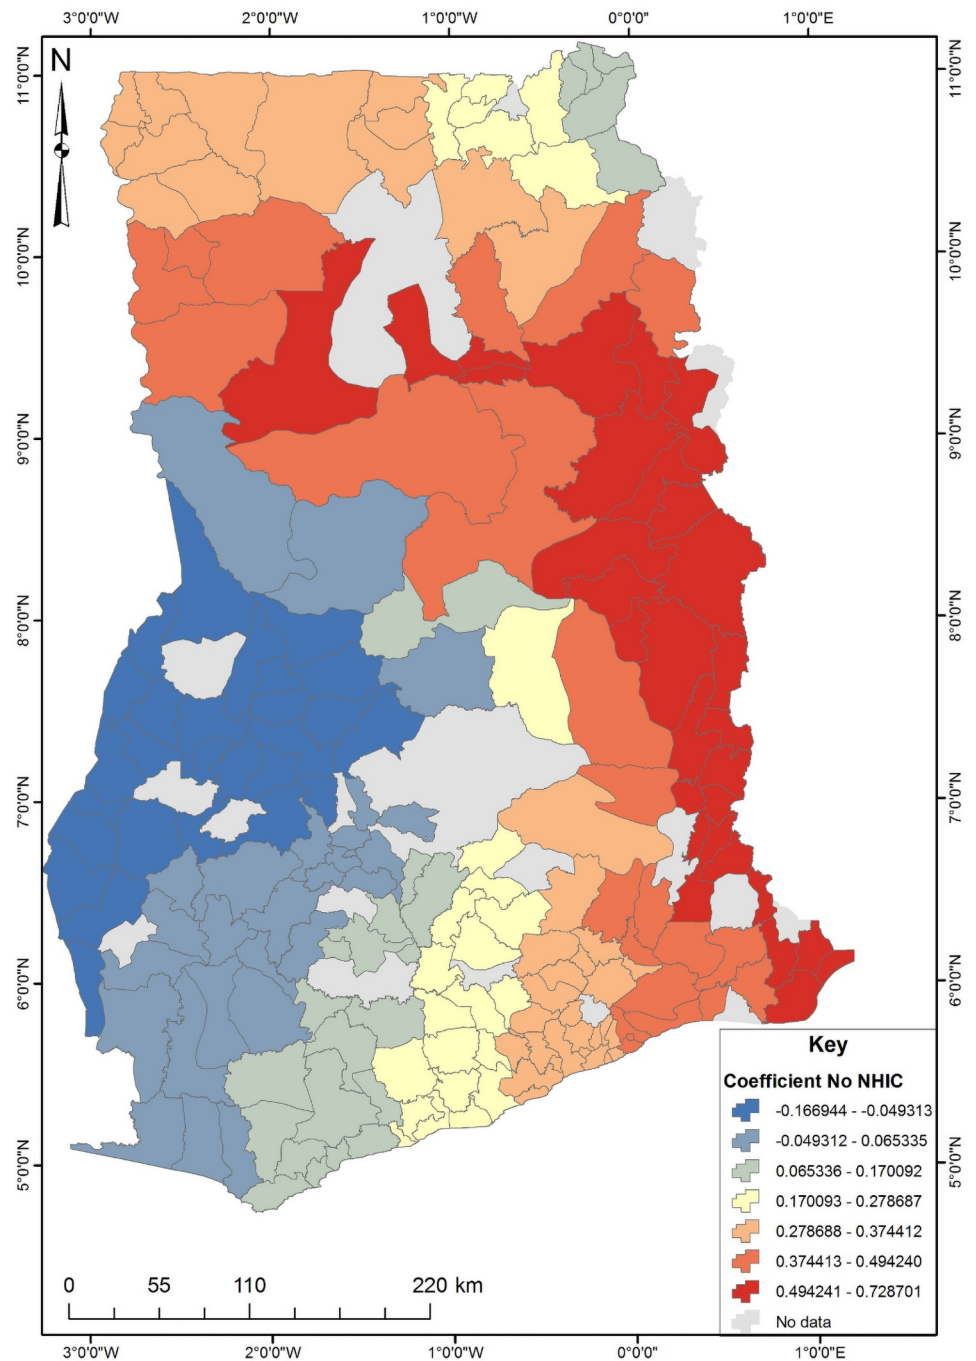 3°0'0"W 2°0'0"W 1°0'0"W 0°0'0" 1°0'0"E
N
11°0'0"N 11°0'0"N
10°0'0"N 10°0'0"N
9°0'0"N 9°0'0"N
8°0'0"N 8°0'0"N
7°0'0"N 7°0'0"N
6°0'0"N 6°0'0"N
5°0'0"N 5°0'0"N
Key
Coefficient No NHIC
-0.166944 - -0.049313
-0.049312 - 0.065335
0.065336 - 0.170092
0.170093 - 0.278687
0.278688 - 0.374412
0.374413 - 0.494240
0.494241 - 0.728701
No data
0 55 110 220 km
3°0'0"W 2°0'0"W 1°0'0"W 0°0'0" 1°0'0"E